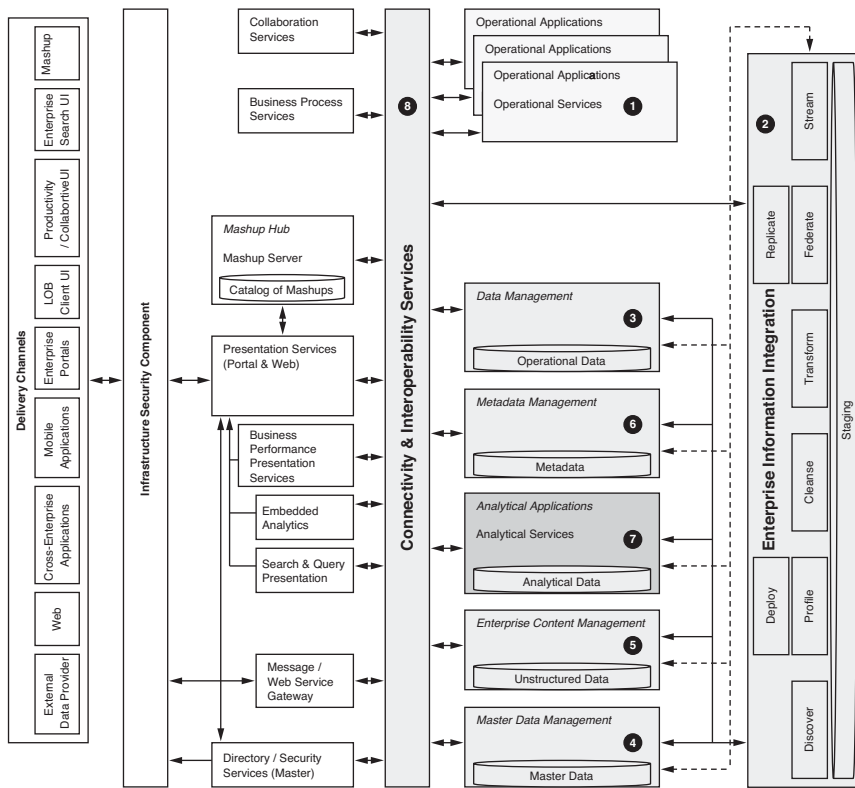 Delivery Channels
Mashup
Enterprise
Search UI
Productivity
/ CollabortiveUI
LOB
Client UI
Enterprise
Portals
Mobile
Applications
Cross-Enterprise
Applications
Web
External
Data Provider
Infrastructure Security Component
Collaboration
Services
Business Process
Services
Mashup Hub
Mashup Server
Catalog of Mashups
Presentation Services
(Portal & Web)
Business
Performance
Presentation
Services
Embedded
Analytics
Search & Query
Presentation
Message /
Web Service
Gateway
Directory / Security
Services (Master)
8
Connectivity & Interoperability Services
Operational Applications
Operational Applications
Operational Applications
Operational Services
1
Data Management
3
Operational Data
Metadata Management
6
Metadata
Analytical Applications
Analytical Services
7
Analytical Data
Enterprise Content Management
5
Unstructured Data
Master Data Management
4
Master Data
2
Enterprise Information Integration
Stream
Replicate
Federate
Transform
Cleanse
Deploy
Profile
Discover
Staging